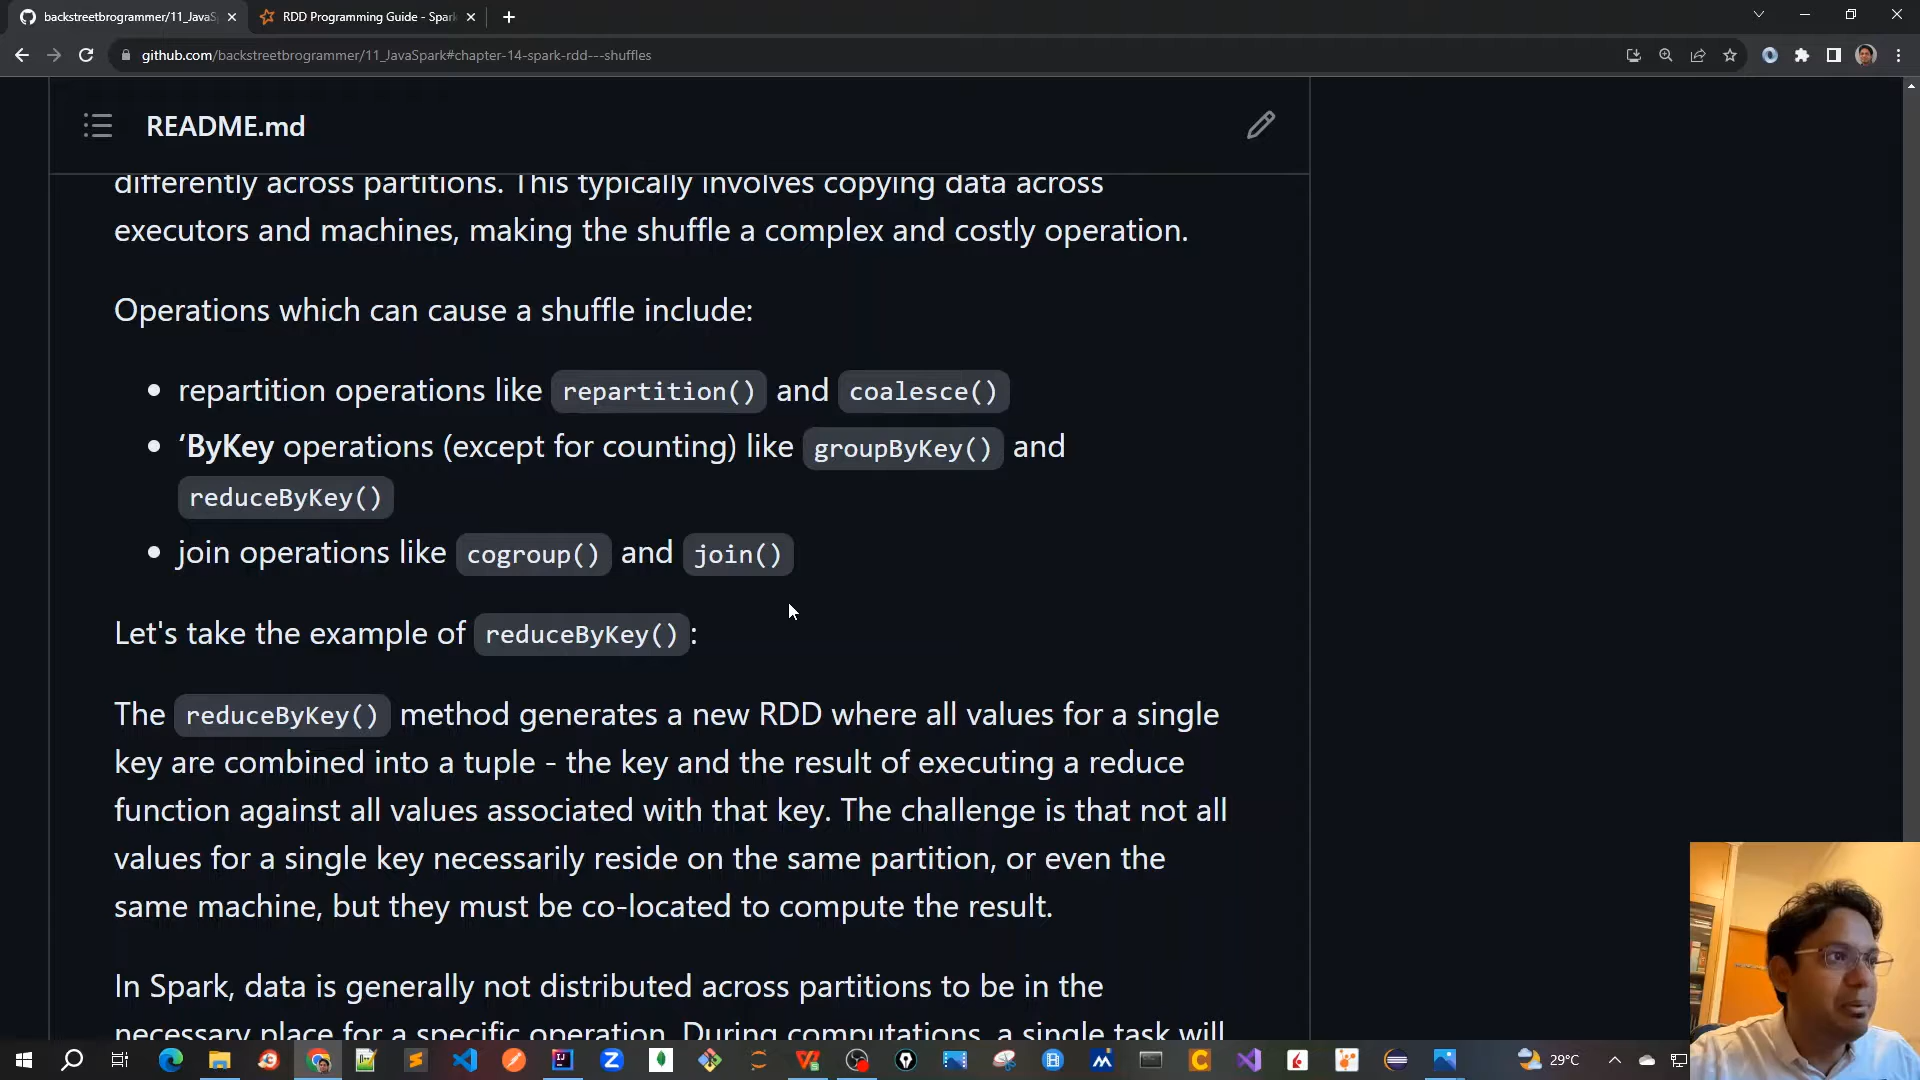 backstreetbrogrammer/11_JavaS
RDD Programming Guide - Spark
github.com/backstreetbrogrammer/11_JavaSpark#chapter-14-spark-rdd---shuffles
README.md
differently across partitions. This typically involves copying data across
executors and machines, making the shuffle a complex and costly operation.
Operations which can cause a shuffle include:
• repartition operations like repartition() and coalesce()
• ‘ByKey operations (except for counting) like groupByKey() and
reduceByKey()
• join operations like cogroup() and join()
Let's take the example of reduceByKey():
The reduceByKey() method generates a new RDD where all values for a single
key are combined into a tuple - the key and the result of executing a reduce
function against all values associated with that key. The challenge is that not all
values for a single key necessarily reside on the same partition, or even the
same machine, but they must be co-located to compute the result.
In Spark, data is generally not distributed across partitions to be in the
necessary place for a specific operation. During computations, a single task will
29°C